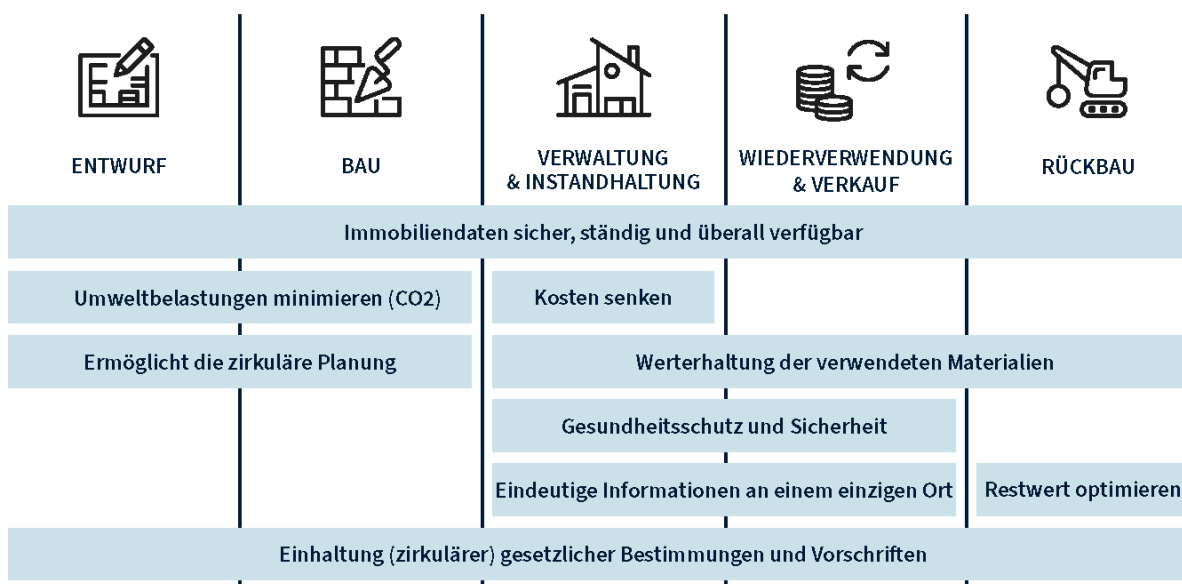 ENTWURF
BAU
VERWALTUNG
& INSTANDHALTUNG
WIEDERVERWENDUNG
& VERKAUF
RÜCKBAU
Immobiliendaten sicher, ständig und überall verfügbar
Umweltbelastungen minimieren (CO2)
Kosten senken
Ermöglicht die zirkuläre Planung
Werterhaltung der verwendeten Materialien
Gesundheitsschutz und Sicherheit
Eindeutige Informationen an einem einzigen Ort
Restwert optimieren
Einhaltung (zirkulärer) gesetzlicher Bestimmungen und Vorschriften